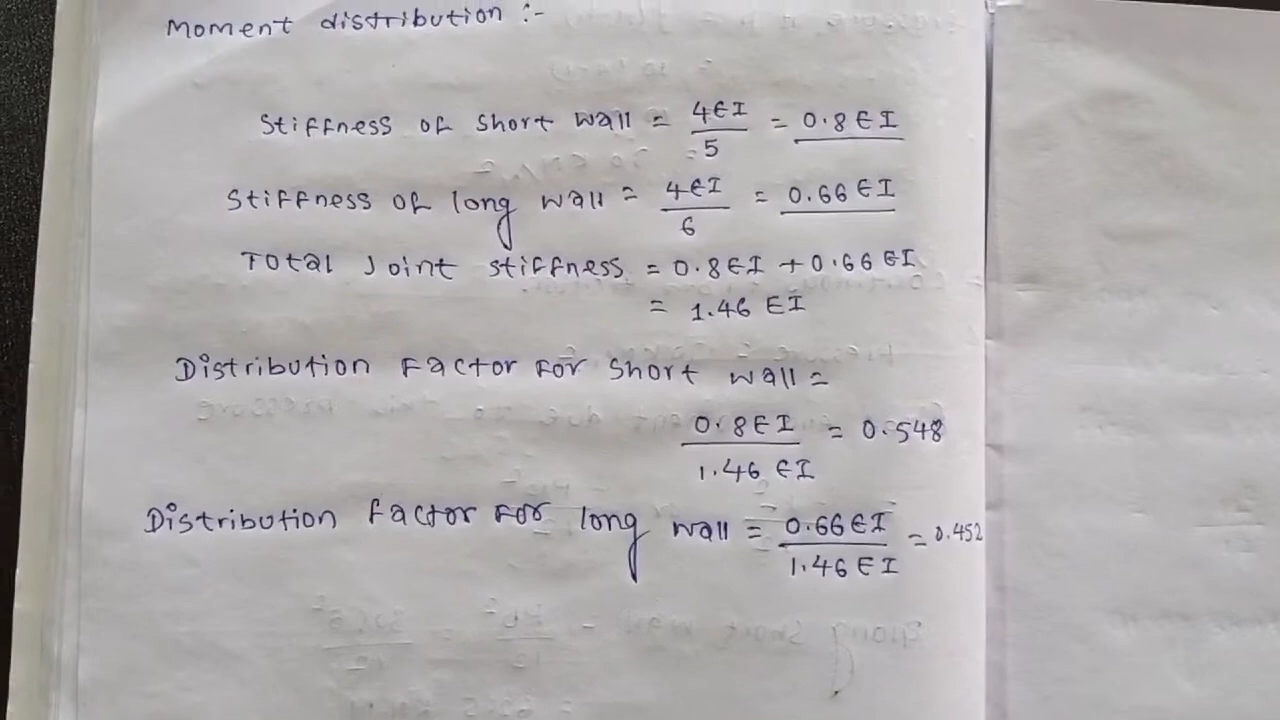 Moment distribution :-
Stiffness of short wall = 4EI/5 = 0.8EI
Stiffness of long wall = 4EI/6 = 0.66EI
Total Joint stiffness = 0.8EI + 0.66EI
= 1.46 EI
Distribution Factor For Short wall =
0.8EI/1.46 EI = 0.548
Distribution Factor For long wall = 0.66EI/1.46EI = 0.452